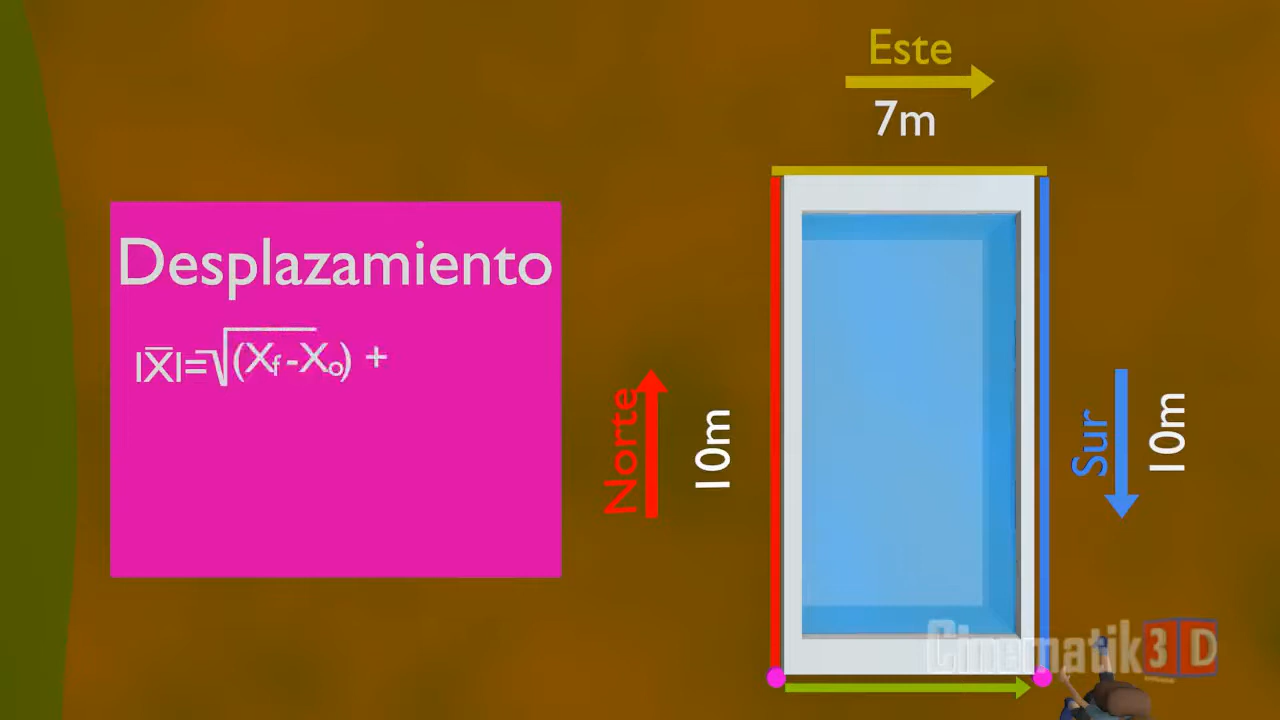 Este
7m
Desplazamiento
|X̅|=√(Xf-Xo) +
Norte
10m
Sur
10m
Cinematik3D